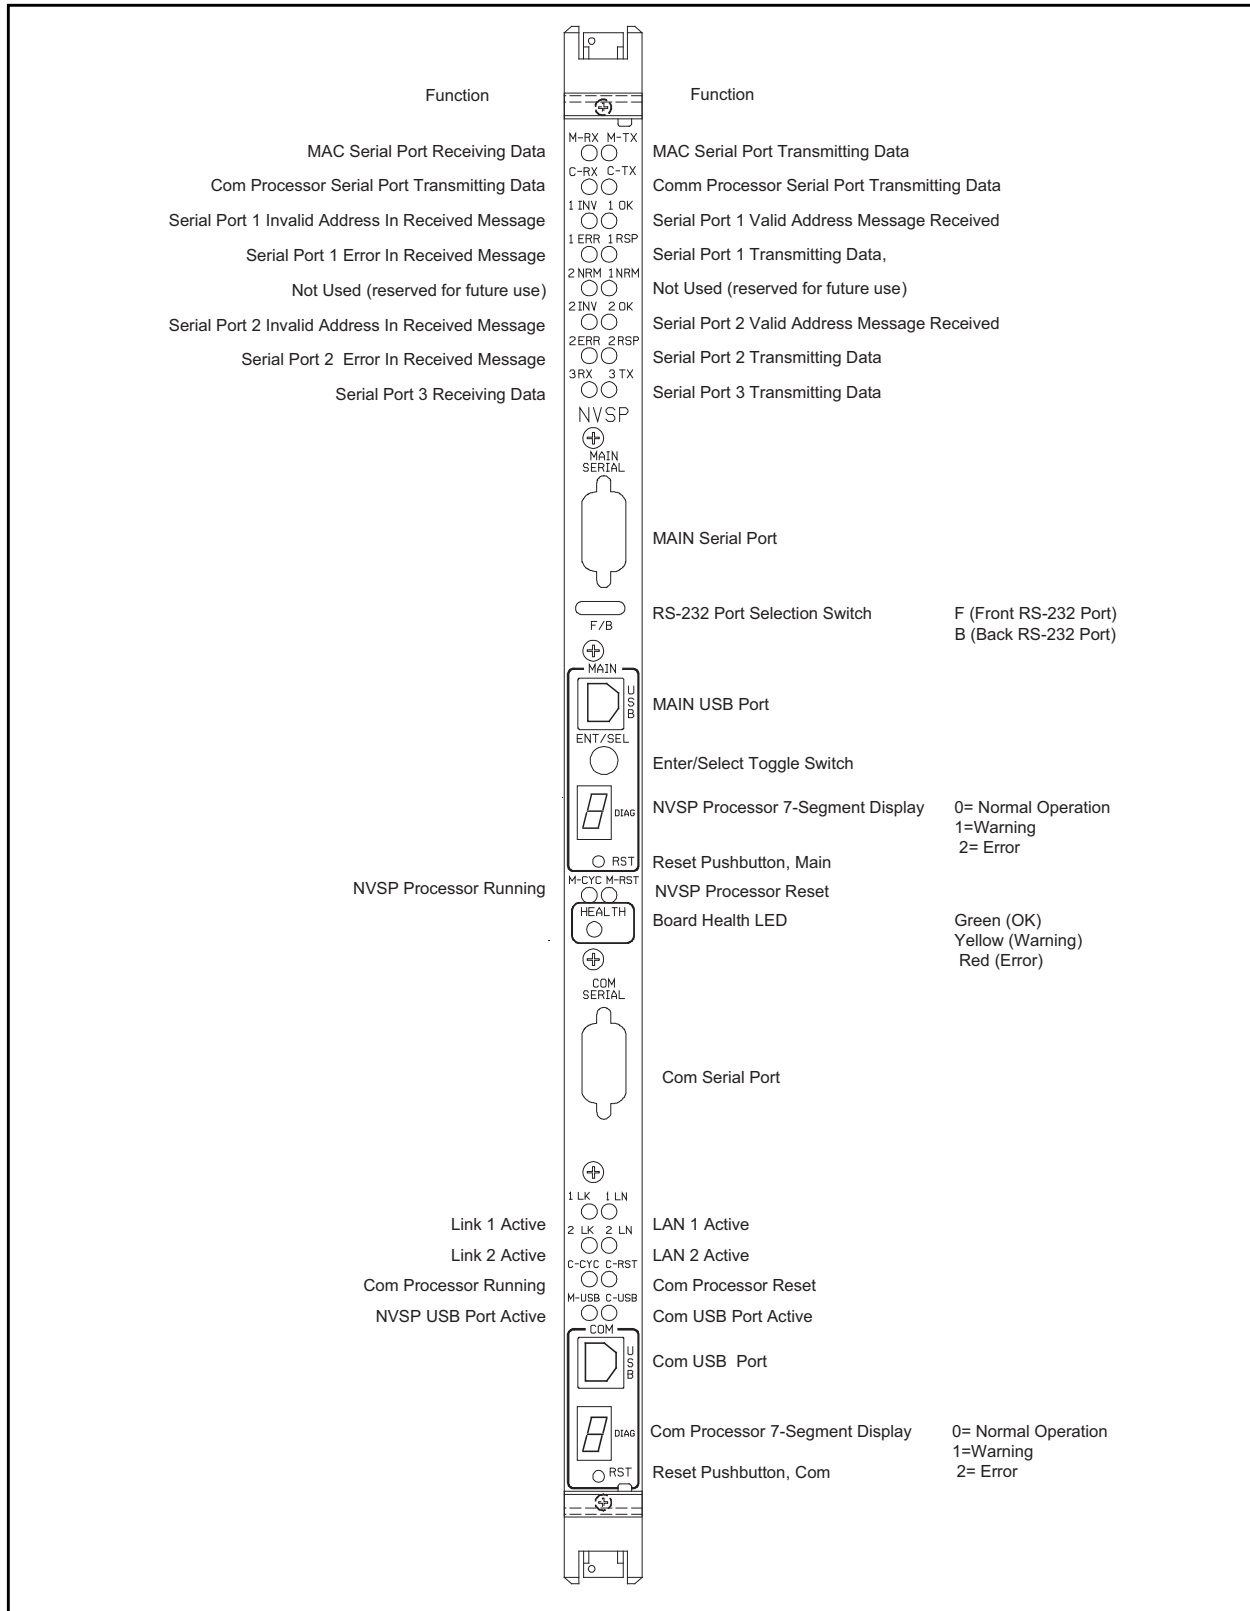 Function Function
M-RX M-TX
MAC Serial Port Receiving Data MAC Serial Port Transmitting Data
C-RX C-TX
Com Processor Serial Port Transmitting Data Comm Processor Serial Port Transmitting Data
1 INV 1 OK
Serial Port 1 Invalid Address In Received Message Serial Port 1 Valid Address Message Received
1 ERR 1 RSP
Serial Port 1 Error In Received Message Serial Port 1 Transmitting Data,
2 NRM 1 NRM
Not Used (reserved for future use) Not Used (reserved for future use)
2 INV 2 OK
Serial Port 2 Invalid Address In Received Message Serial Port 2 Valid Address Message Received
2 ERR 2 RSP
Serial Port 2 Error In Received Message Serial Port 2 Transmitting Data
3 RX 3 TX
Serial Port 3 Receiving Data Serial Port 3 Transmitting Data
NVSP
MAIN
SERIAL
MAIN Serial Port
RS-232 Port Selection Switch F (Front RS-232 Port)
F/B
B (Back RS-232 Port)
MAIN
USB
MAIN USB Port
ENT/SEL
Enter/Select Toggle Switch
NVSP Processor 7-Segment Display 0= Normal Operation
DIAG
1=Warning
2= Error
RST Reset Pushbutton, Main
M-CYC M-RST
NVSP Processor Running NVSP Processor Reset
HEALTH
Board Health LED Green (OK)
Yellow (Warning)
Red (Error)
COM
SERIAL
Com Serial Port
1 LK 1 LN
Link 1 Active LAN 1 Active
2 LK 2 LN
Link 2 Active LAN 2 Active
C-CYC C-RST
Com Processor Running Com Processor Reset
M-USB C-USB
NVSP USB Port Active Com USB Port Active
COM
USB
Com USB Port
Com Processor 7-Segment Display 0= Normal Operation
DIAG
1=Warning
RST Reset Pushbutton, Com 2= Error